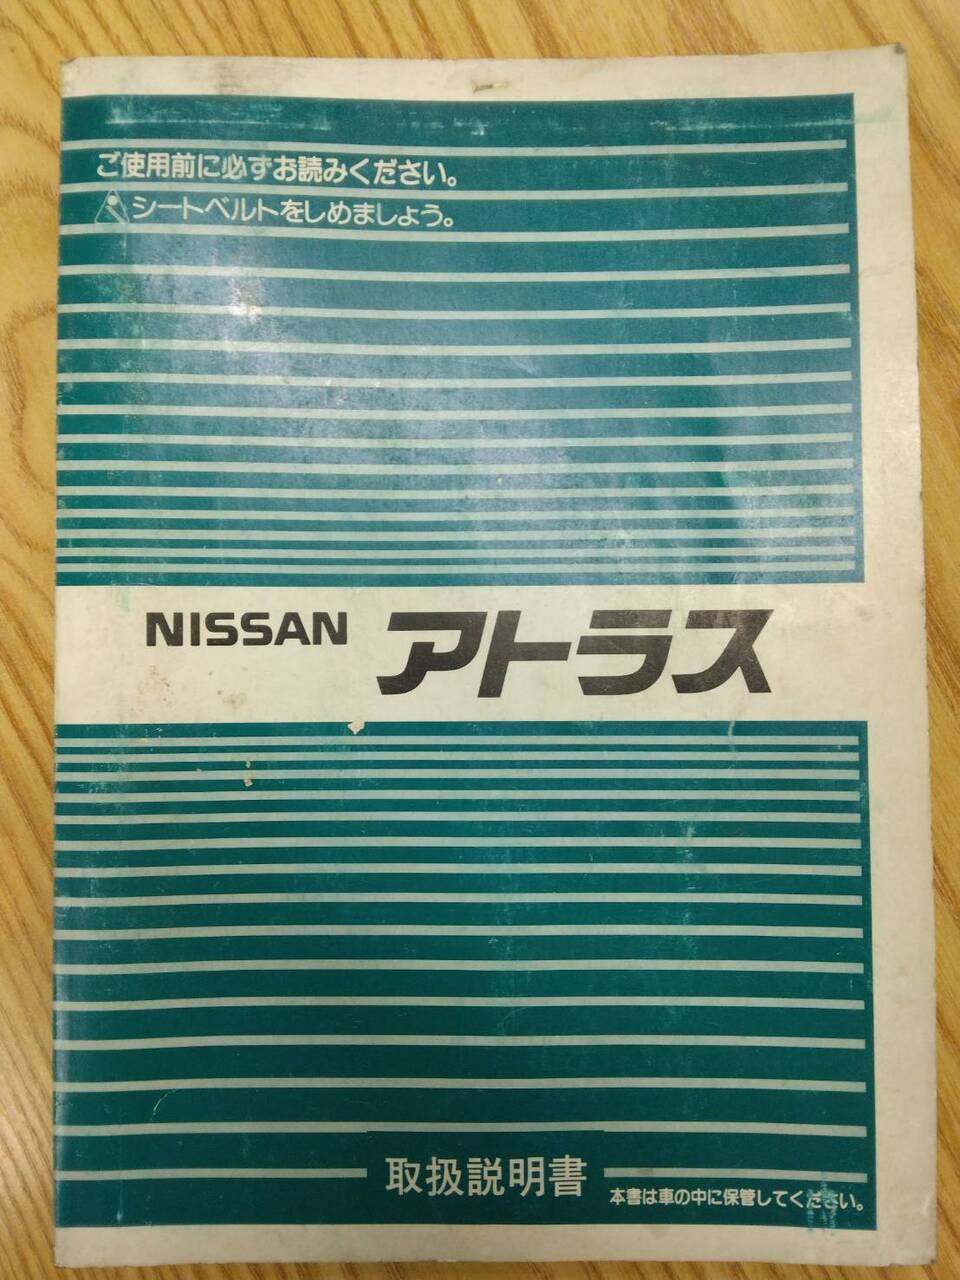 ご使用前に必ずお読みください。
シートベルトをしめましょう。
NISSAN アトラス
取扱説明書
本書は車の中に保管してください。